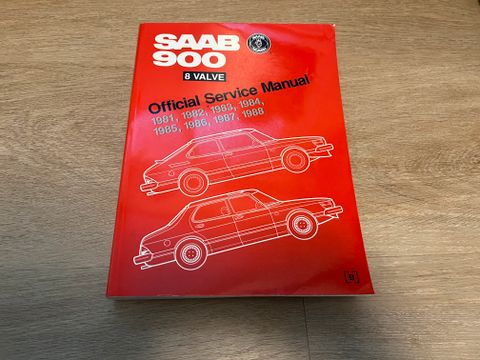 SAAB
900
8 VALVE
Official Service Manual
1981, 1982, 1983, 1984,
1985, 1986, 1987, 1988